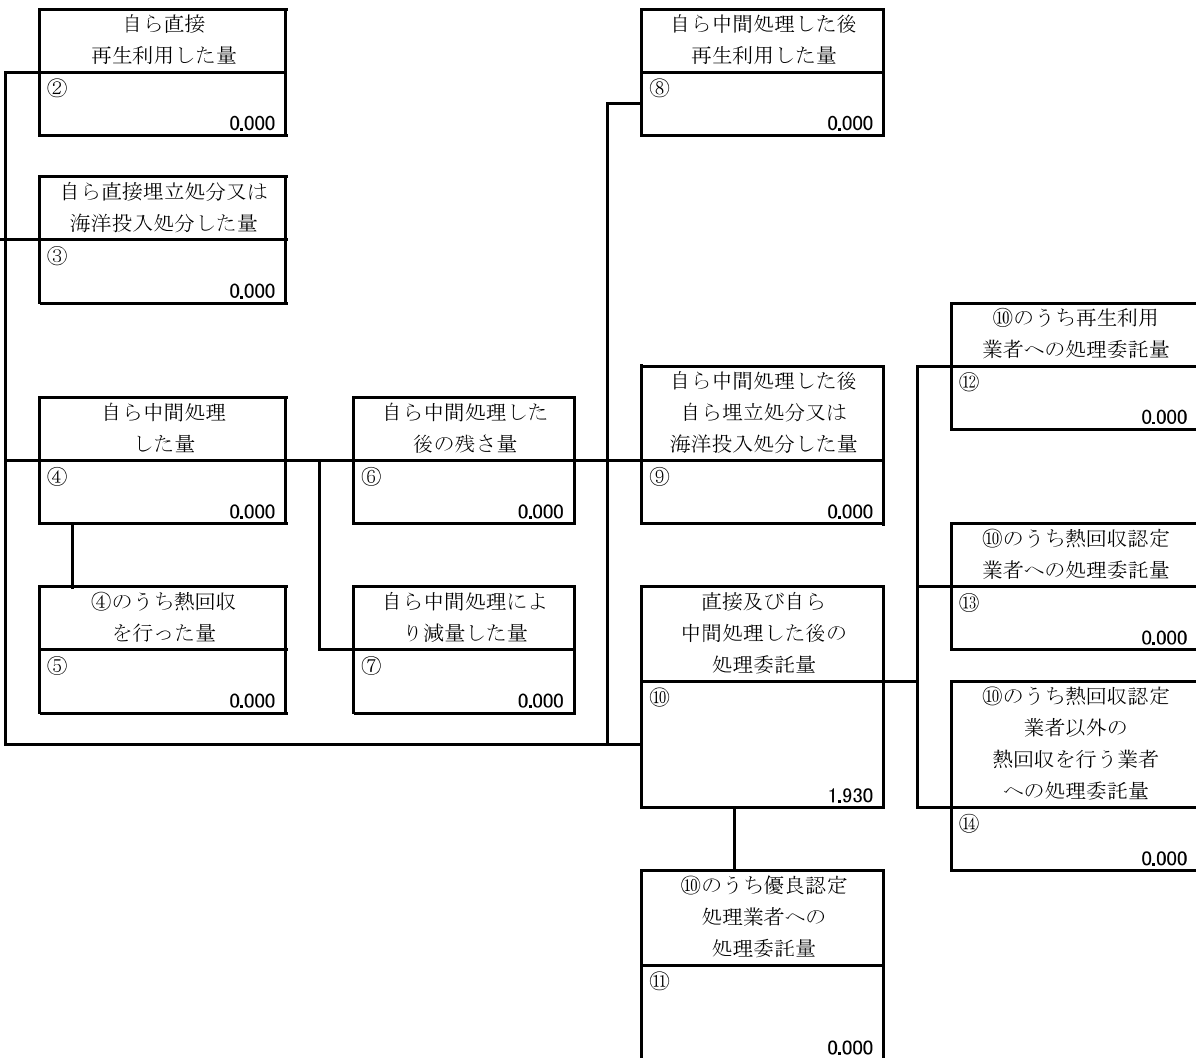 自ら直接
再生利用した量
②
0.000
自ら中間処理した後
再生利用した量
⑧
0.000
自ら直接埋立処分又は
海洋投入処分した量
③
0.000
⑩のうち再生利用
業者への処理委託量
⑫
0.000
自ら中間処理
した量
④
0.000
自ら中間処理した
後の残さ量
⑥
0.000
自ら中間処理した後
自ら埋立処分又は
海洋投入処分した量
⑨
0.000
⑩のうち熱回収認定
業者への処理委託量
⑬
0.000
④のうち熱回収
を行った量
⑤
0.000
自ら中間処理によ
り減量した量
⑦
0.000
直接及び自ら
中間処理した後の
処理委託量
⑩
1.930
⑩のうち熱回収認定
業者以外の
熱回収を行う業者
への処理委託量
⑭
0.000
⑩のうち優良認定
処理業者への
処理委託量
⑪
0.000